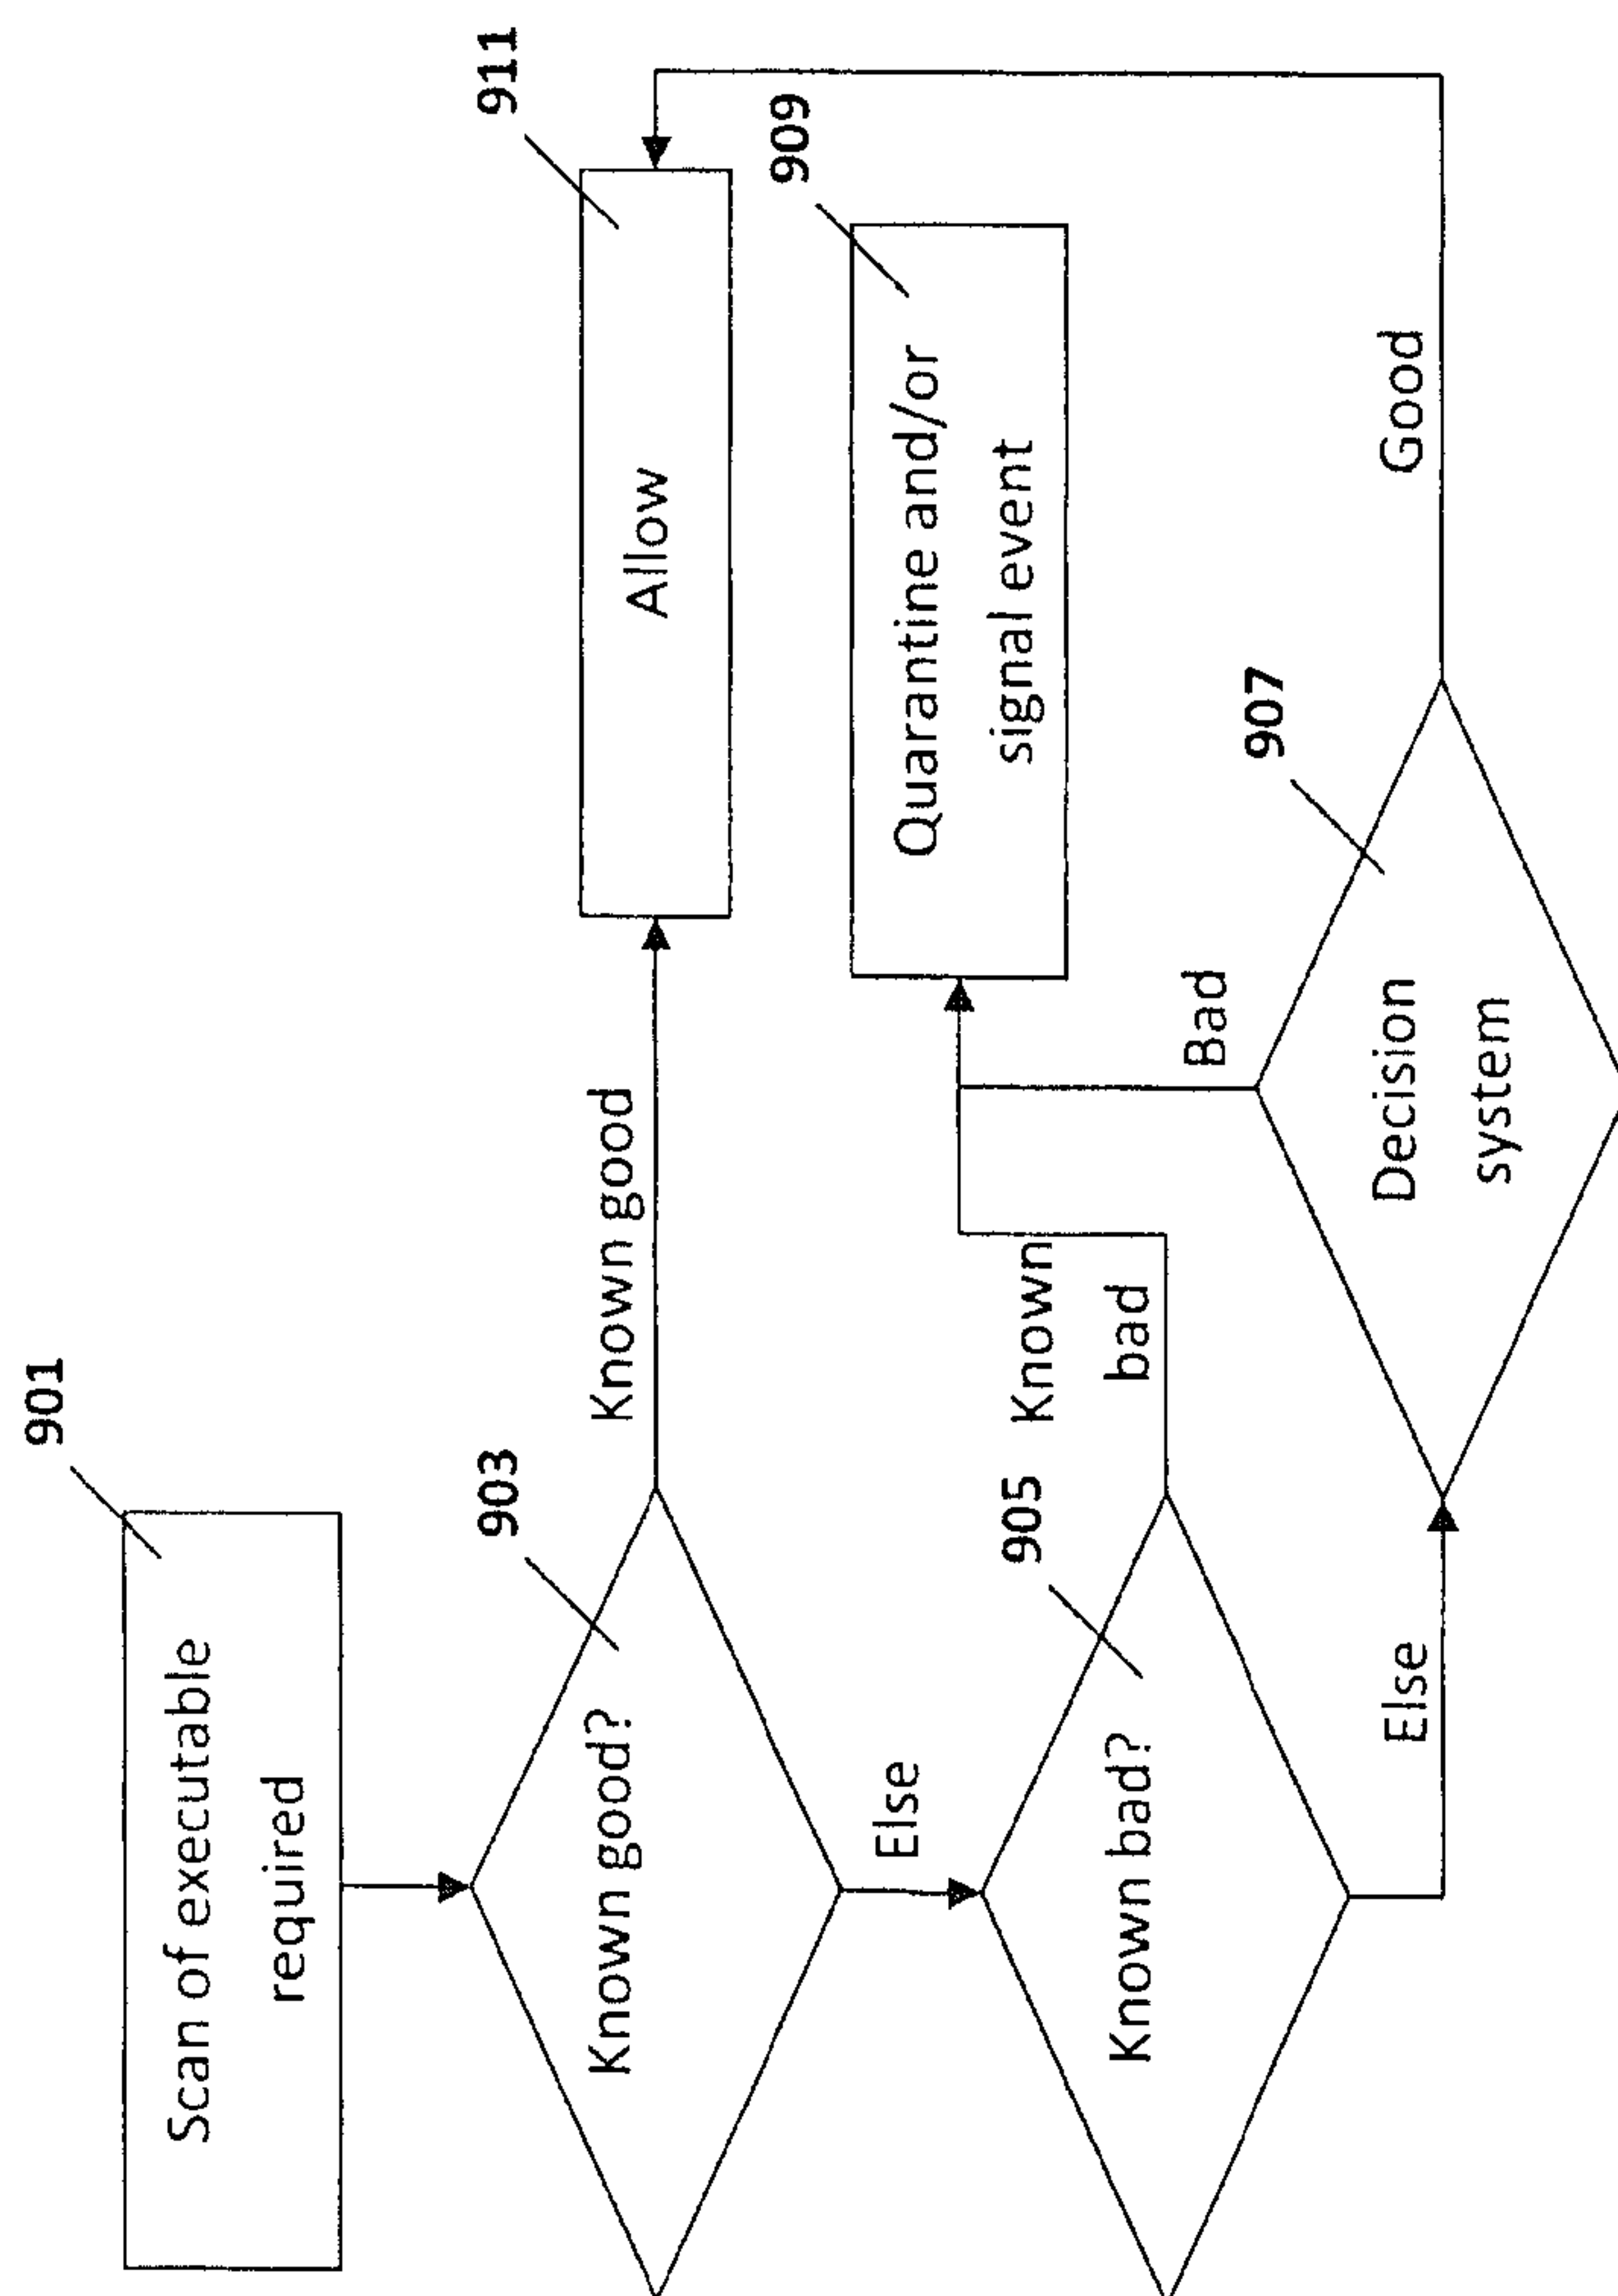 901
Scan of executable
required
903
Known good?
Known good
911
Allow
Else
905
Known bad?
Known
bad
909
Quarantine and/or
signal event
Else
907
Decision
system
Bad
Good